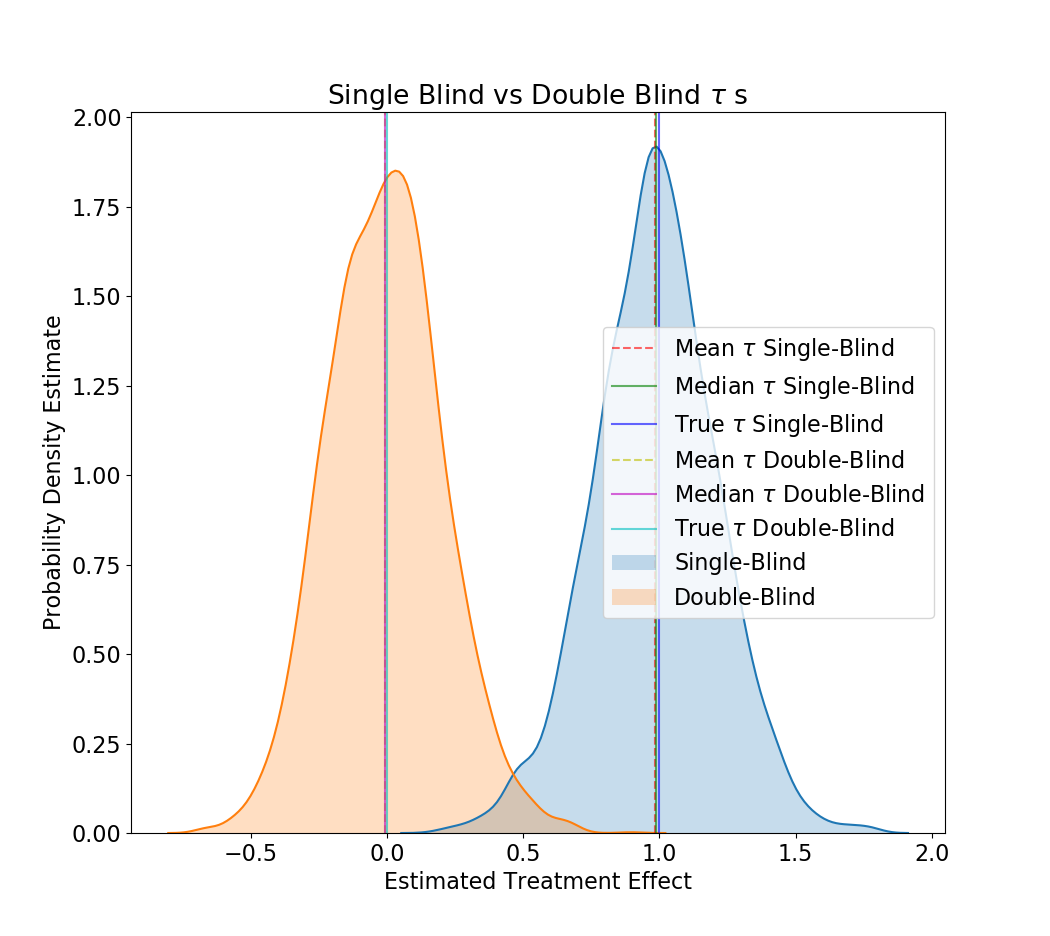 Single Blind vs Double Blind τ s
Probability Density Estimate
2.00
1.75
1.50
1.25
1.00
0.75
0.50
0.25
0.00
Mean τ Single-Blind
Median τ Single-Blind
True τ Single-Blind
Mean τ Double-Blind
Median τ Double-Blind
True τ Double-Blind
Single-Blind
Double-Blind
−0.5 0.0 0.5 1.0 1.5 2.0
Estimated Treatment Effect